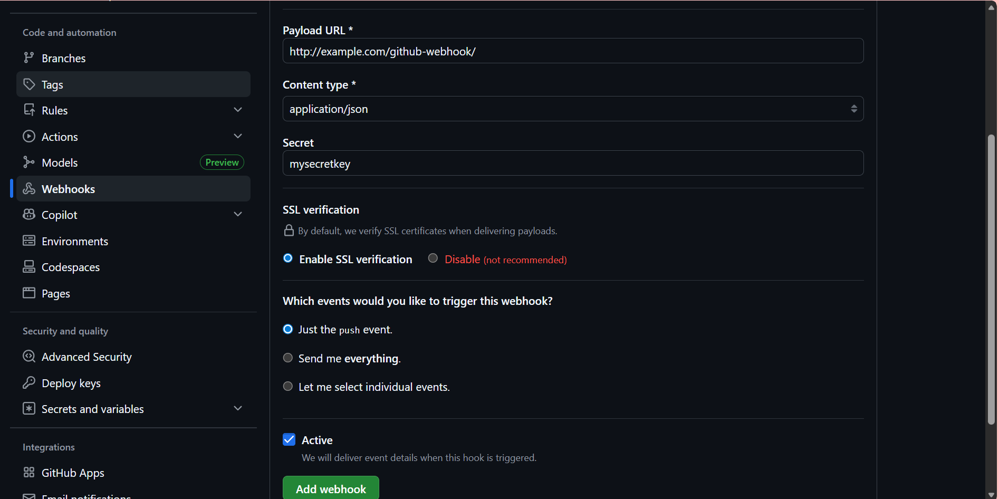 Code and automation
Branches
Tags
Rules
Actions
Models Preview
Webhooks
Copilot
Environments
Codespaces
Pages
Security and quality
Advanced Security
Deploy keys
Secrets and variables
Integrations
GitHub Apps
Email notifications
Payload URL *
http://example.com/github-webhook/
Content type *
application/json
Secret
mysecretkey
SSL verification
By default, we verify SSL certificates when delivering payloads.
Enable SSL verification Disable (not recommended)
Which events would you like to trigger this webhook?
Just the push event.
Send me everything.
Let me select individual events.
Active
We will deliver event details when this hook is triggered.
Add webhook